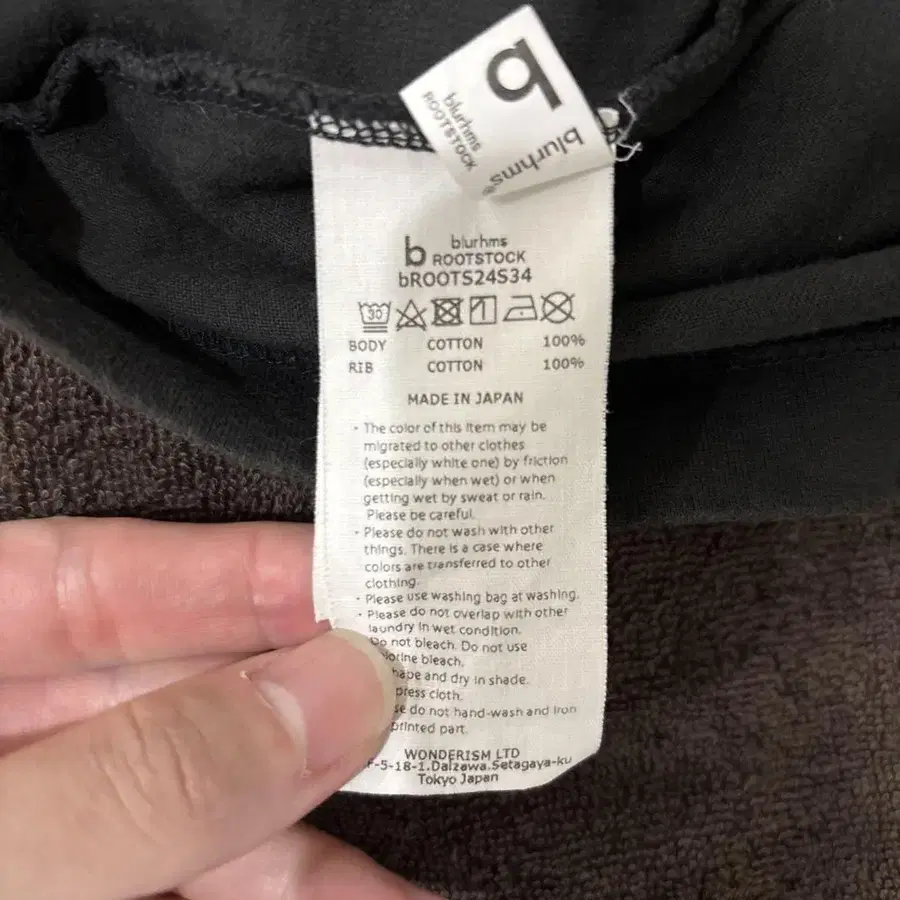 b
blurhms
ROOTSTOCK
blurhms®
b blurhms
ROOTSTOCK
bROOTS24S34
30
BODY COTTON 100%
RIB COTTON 100%
MADE IN JAPAN
・The color of this item may be
migrated to other clothes
(especially white one) by friction
(especially when wet) or when
getting wet by sweat or rain.
Please be careful.
・Please do not wash with other
things. There is a case where
colors are transferred to other
clothing.
・Please use washing bag at washing.
・Please do not overlap with other
laundry in wet condition.
Do not bleach. Do not use
lorine bleach.
hape and dry in shade.
press cloth.
se do not hand-wash and iron
printed part.
WONDERISM LTD
F-5-18-1.Daizawa.Setagaya-ku
Tokyo Japan